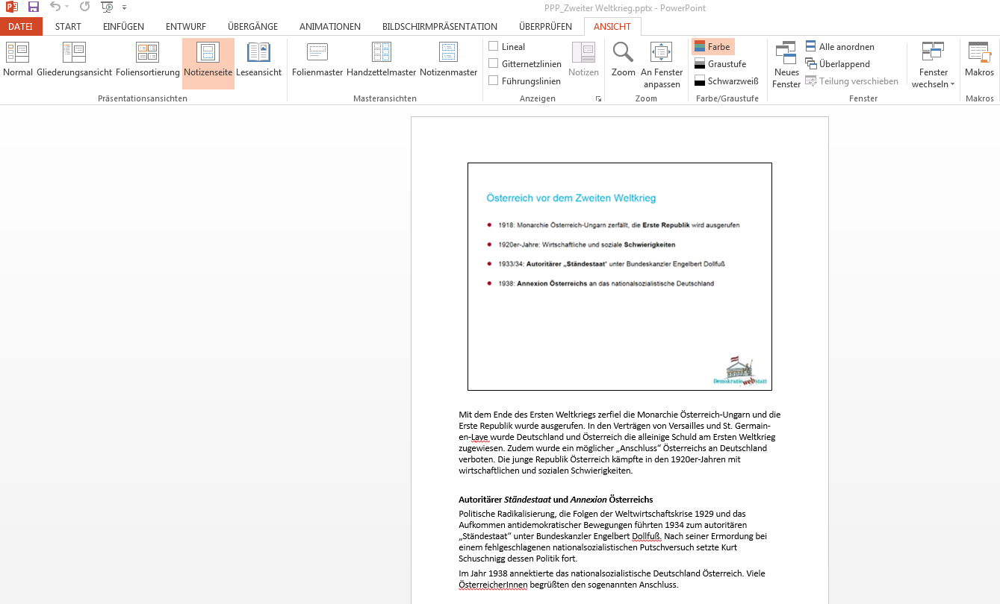 PPP_Zweiter Weltkrieg.pptx - PowerPoint
DATEI START EINFÜGEN ENTWURF ÜBERGÄNGE ANIMATIONEN BILDSCHIRMPRÄSENTATION ÜBERPRÜFEN ANSICHT
Normal Gliederungsansicht Foliensortierung Notizenseite Leseansicht
Präsentationsansichten
Folienmaster Handzettelmaster Notizenmaster
Masteransichten
Lineal
Gitternetzlinien
Führungslinien
Notizen
Anzeigen
Zoom An Fenster
anpassen
Zoom
Farbe
Graustufe
Schwarzweiß
Farbe/Graustufe
Neues
Fenster
Alle anordnen
Überlappend
Teilung verschieben
Fenster
wechseln
Fenster
Makros
Makros
Österreich vor dem Zweiten Weltkrieg
1918: Monarchie Österreich-Ungarn zerfällt, die Erste Republik wird ausgerufen
1920er-Jahre: Wirtschaftliche und soziale Schwierigkeiten
1933/34: Autoritärer „Ständestaat“ unter Bundeskanzler Engelbert Dollfuß
1938: Annexion Österreichs an das nationalsozialistische Deutschland
Demokratiewebstatt
Mit dem Ende des Ersten Weltkriegs zerfiel die Monarchie Österreich-Ungarn und die
Erste Republik wurde ausgerufen. In den Verträgen von Versailles und St. Germain-
en-Laye wurde Deutschland und Österreich die alleinige Schuld am Ersten Weltkrieg
zugewiesen. Zudem wurde ein möglicher „Anschluss“ Österreichs an Deutschland
verboten. Die junge Republik Österreich kämpfte in den 1920er-Jahren mit
wirtschaftlichen und sozialen Schwierigkeiten.
Autoritärer Ständestaat und Annexion Österreichs
Politische Radikalisierung, die Folgen der Weltwirtschaftskrise 1929 und das
Aufkommen antidemokratischer Bewegungen führten 1934 zum autoritären
„Ständestaat“ unter Bundeskanzler Engelbert Dollfuß. Nach seiner Ermordung bei
einem fehlgeschlagenen nationalsozialistischen Putschversuch setzte Kurt
Schuschnigg dessen Politik fort.
Im Jahr 1938 annektierte das nationalsozialistische Deutschland Österreich. Viele
ÖsterreicherInnen begrüßten den sogenannten Anschluss.